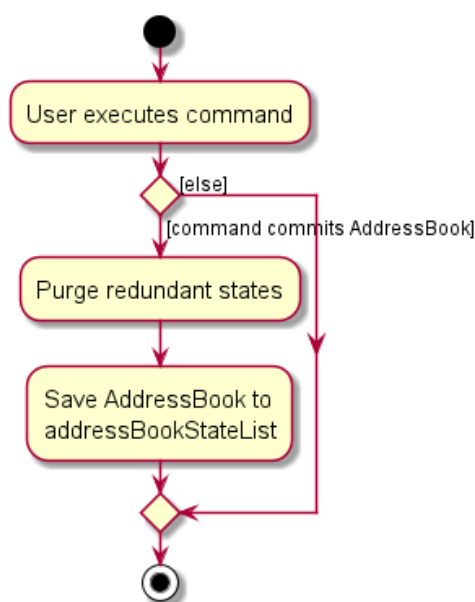 User executes command
[else]
[command commits AddressBook]
Purge redundant states
Save AddressBook to
addressBookStateList